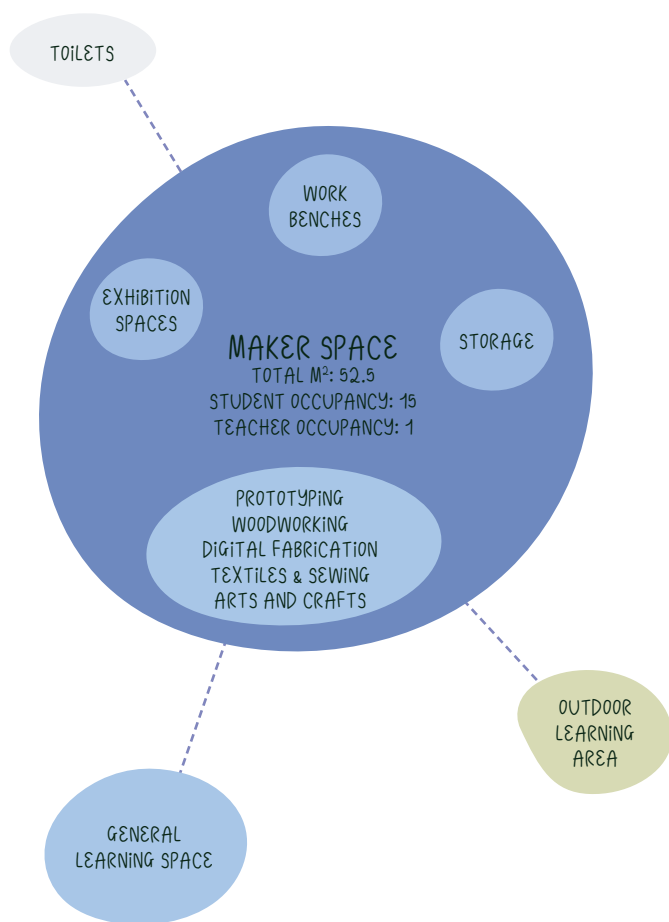 TOILETS
WORK
BENCHES
EXHIBITION
SPACES
STORAGE
MAKER SPACE
TOTAL M²: 52.5
STUDENT OCCUPANCY: 15
TEACHER OCCUPANCY: 1
PROTOTYPING
WOODWORKING
DIGITAL FABRICATION
TEXTILES & SEWING
ARTS AND CRAFTS
OUTDOOR
LEARNING
AREA
GENERAL
LEARNING SPACE